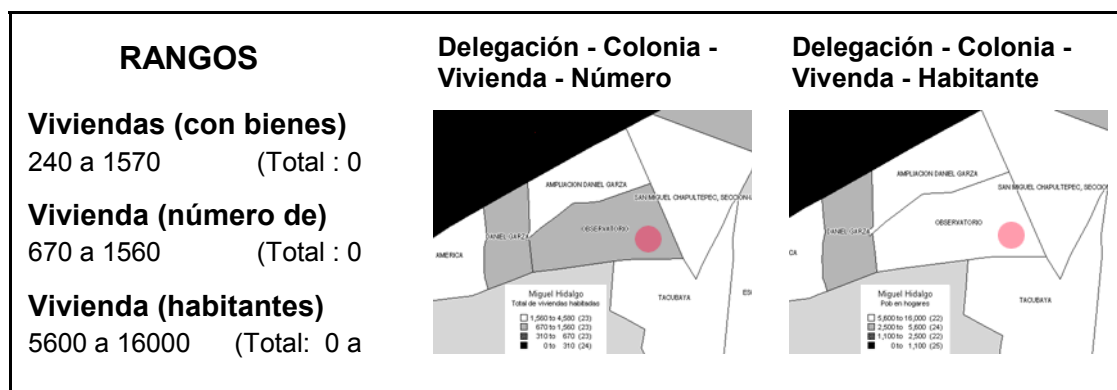 RANGOS
Viviendas (con bienes)
240 a 1570 (Total : 0
Vivienda (número de)
670 a 1560 (Total : 0
Vivienda (habitantes)
5600 a 16000 (Total: 0 a
Delegación - Colonia -
Vivienda - Número
AMPLIACION DANIEL GARZA
SAN MIGUEL CHAPULTEPEC, SECCION
OBSERVATORIO
DANIEL GARZA
AMERICA
TACUBAYA
ES
Miguel Hidalgo
Total de viviendas habitadas
1,560 to 4,580 (23)
670 to 1,560 (23)
310 to 670 (23)
0 to 310 (24)
Delegación - Colonia -
Vivenda - Habitante
AMPLIACION DANIEL GARZA
SAN MIGUEL CHAPULTEPEC, SECCION
OBSERVATORIO
DANIEL GARZA
CA
TACUBAYA
Miguel Hidalgo
Pob en hogares
5,600 to 16,000 (22)
2,500 to 5,600 (24)
1,100 to 2,500 (22)
0 to 1,100 (25)